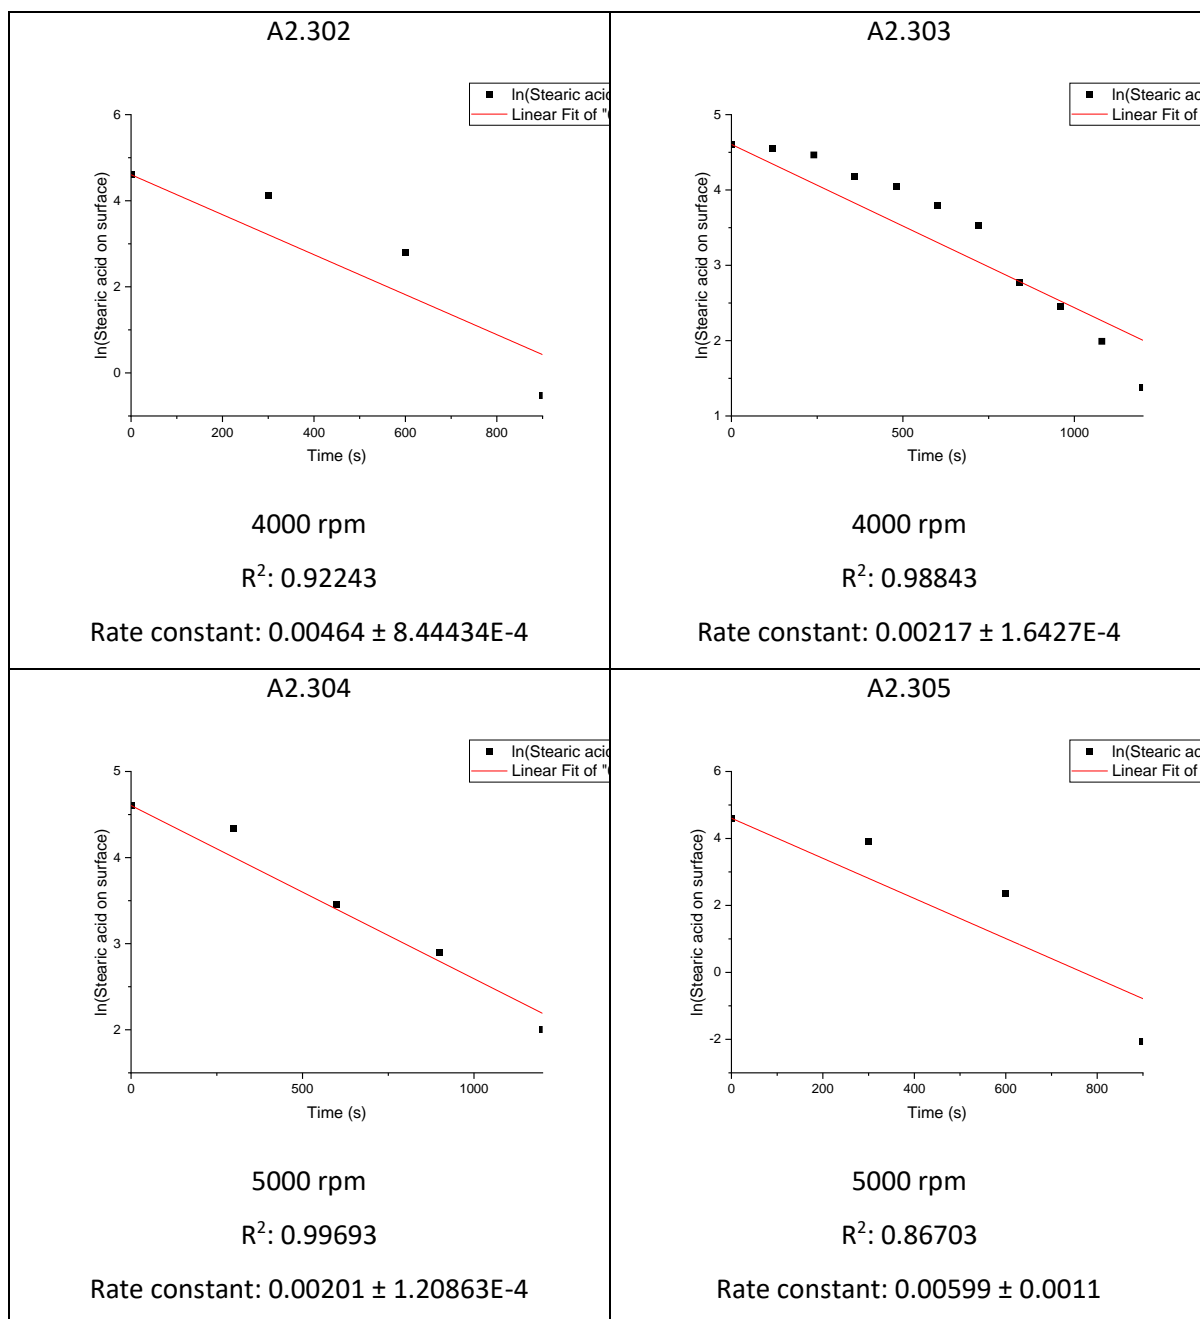 A2.302
ln(Stearic acid
Linear Fit of "
6
4
2
0
ln(Stearic acid on surface)
0 200 400 600 800
Time (s)
4000 rpm
R²: 0.92243
Rate constant: 0.00464 ± 8.44434E-4
A2.303
ln(Stearic ac
Linear Fit of
5
4
3
2
1
ln(Stearic acid on surface)
0 500 1000
Time (s)
4000 rpm
R²: 0.98843
Rate constant: 0.00217 ± 1.6427E-4
A2.304
ln(Stearic acid
Linear Fit of "
5
4
3
2
ln(Stearic acid on surface)
0 500 1000
Time (s)
5000 rpm
R²: 0.99693
Rate constant: 0.00201 ± 1.20863E-4
A2.305
ln(Stearic ac
Linear Fit of
6
4
2
0
-2
ln(Stearic acid on surface)
0 200 400 600 800
Time (s)
5000 rpm
R²: 0.86703
Rate constant: 0.00599 ± 0.0011